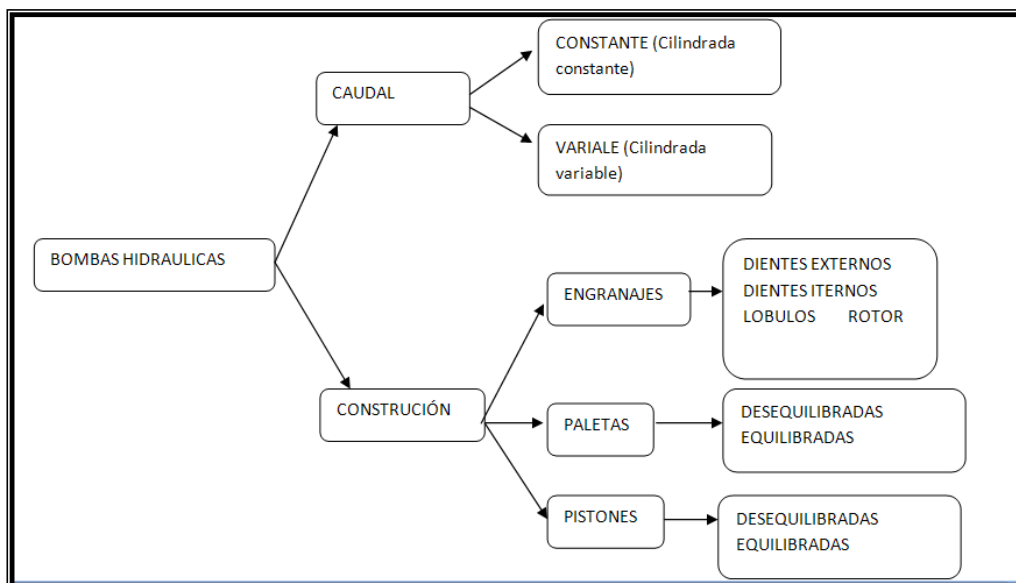 CONSTANTE (Cilindrada
constante)
CAUDAL
VARIALE (Cilindrada
variable)
BOMBAS HIDRAULICAS
ENGRANAJES
DIENTES EXTERNOS
DIENTES ITERNOS
LOBULOS ROTOR
CONSTRUCIÓN
PALETAS
DESEQUILIBRADAS
EQUILIBRADAS
PISTONES
DESEQUILIBRADAS
EQUILIBRADAS